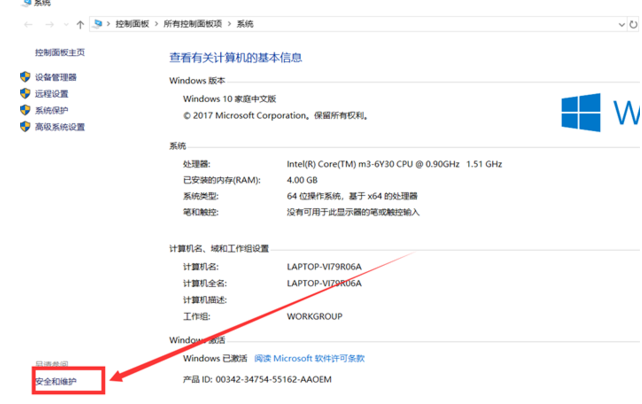 系统
控制面板 > 所有控制面板项 > 系统
控制面板主页
设备管理器
远程设置
系统保护
高级系统设置
查看有关计算机的基本信息
Windows 版本
Windows 10 家庭中文版
© 2017 Microsoft Corporation。保留所有权利。
W
系统
处理器: Intel(R) Core(TM) m3-6Y30 CPU @ 0.90GHz 1.51 GHz
已安装的内存(RAM): 4.00 GB
系统类型: 64 位操作系统、基于 x64 的处理器
笔和触控: 没有可用于此显示器的笔或触控输入
计算机名、域和工作组设置
计算机名: LAPTOP-VI79R06A
计算机全名: LAPTOP-VI79R06A
计算机描述:
工作组: WORKGROUP
Windows 激活
Windows 已激活 阅读 Microsoft 软件许可条款
产品 ID: 00342-34754-55162-AAOEM
安全和维护